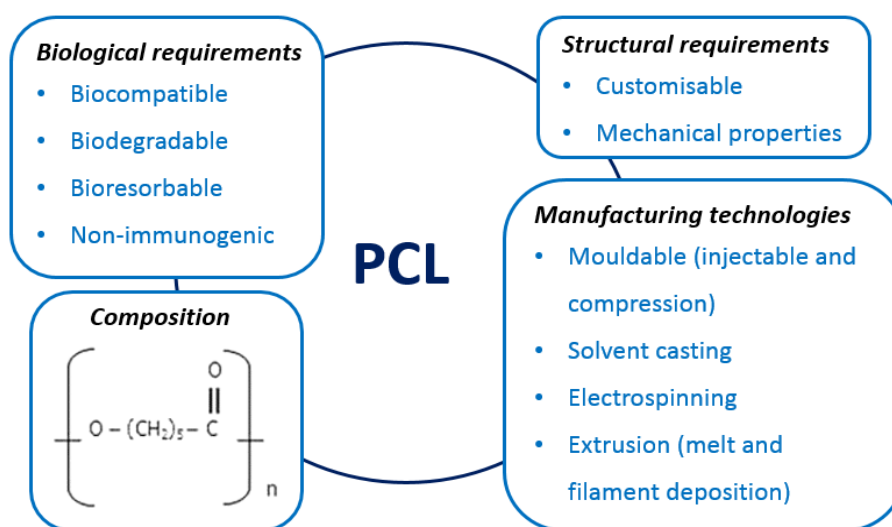 Biological requirements
• Biocompatible
• Biodegradable
• Bioresorbable
• Non-immunogenic
Structural requirements
• Customisable
• Mechanical properties
PCL
Composition
O
||
O – (CH₂)₅ – C
n
Manufacturing technologies
• Mouldable (injectable and
compression)
• Solvent casting
• Electrospinning
• Extrusion (melt and
filament deposition)